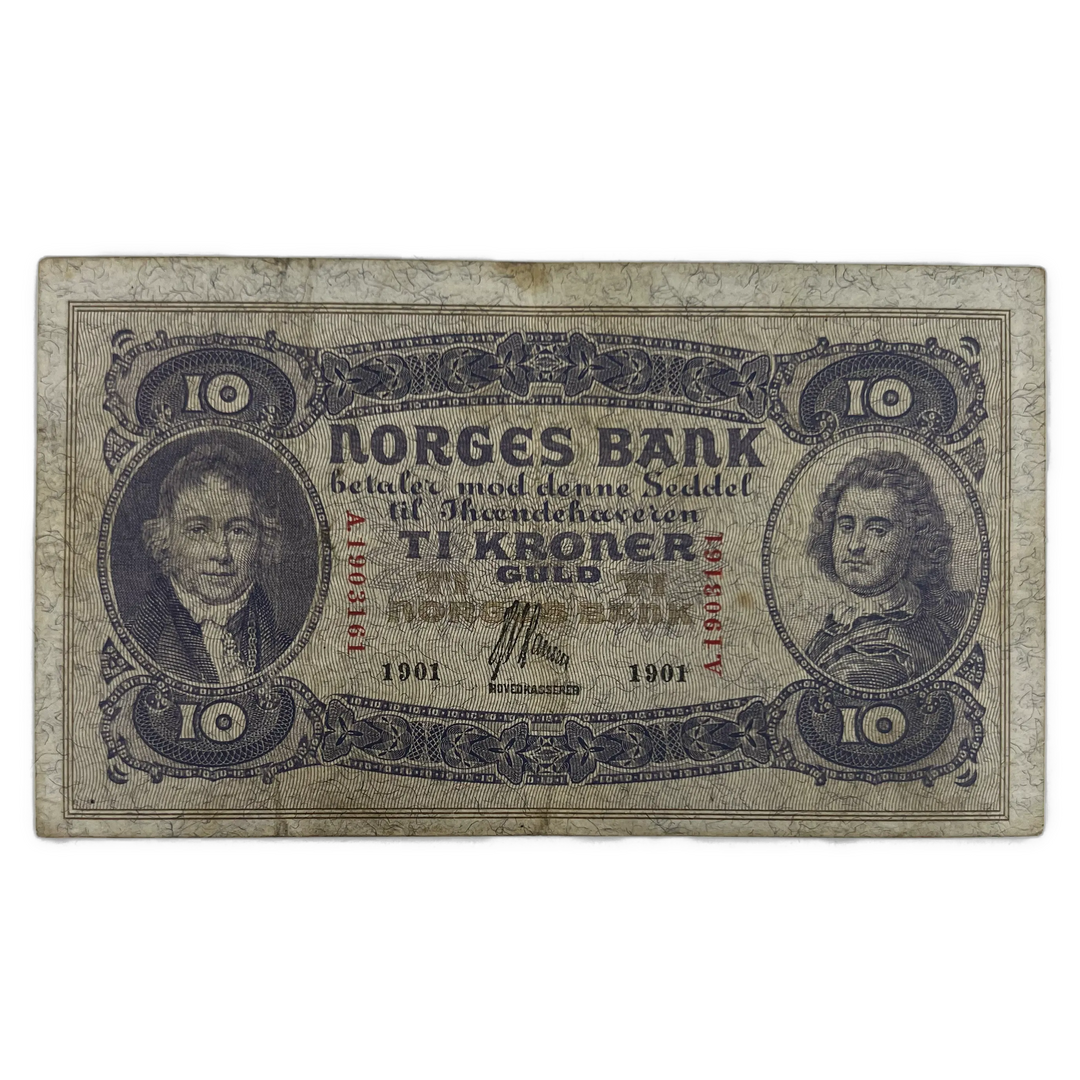 10 10
NORGES BANK
betaler mod denne Seddel
til Ihændehaveren
TI KRONER
GULD
TI TI
NORGES BANK
A.1903161 A.1903161
1901 1901
HOVEDKASSERER
10 10